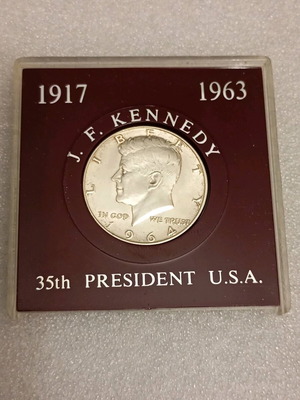 1917 1963
J. F. KENNEDY
LIBERTY
IN GOD WE TRUST
1964
35th PRESIDENT U.S.A.